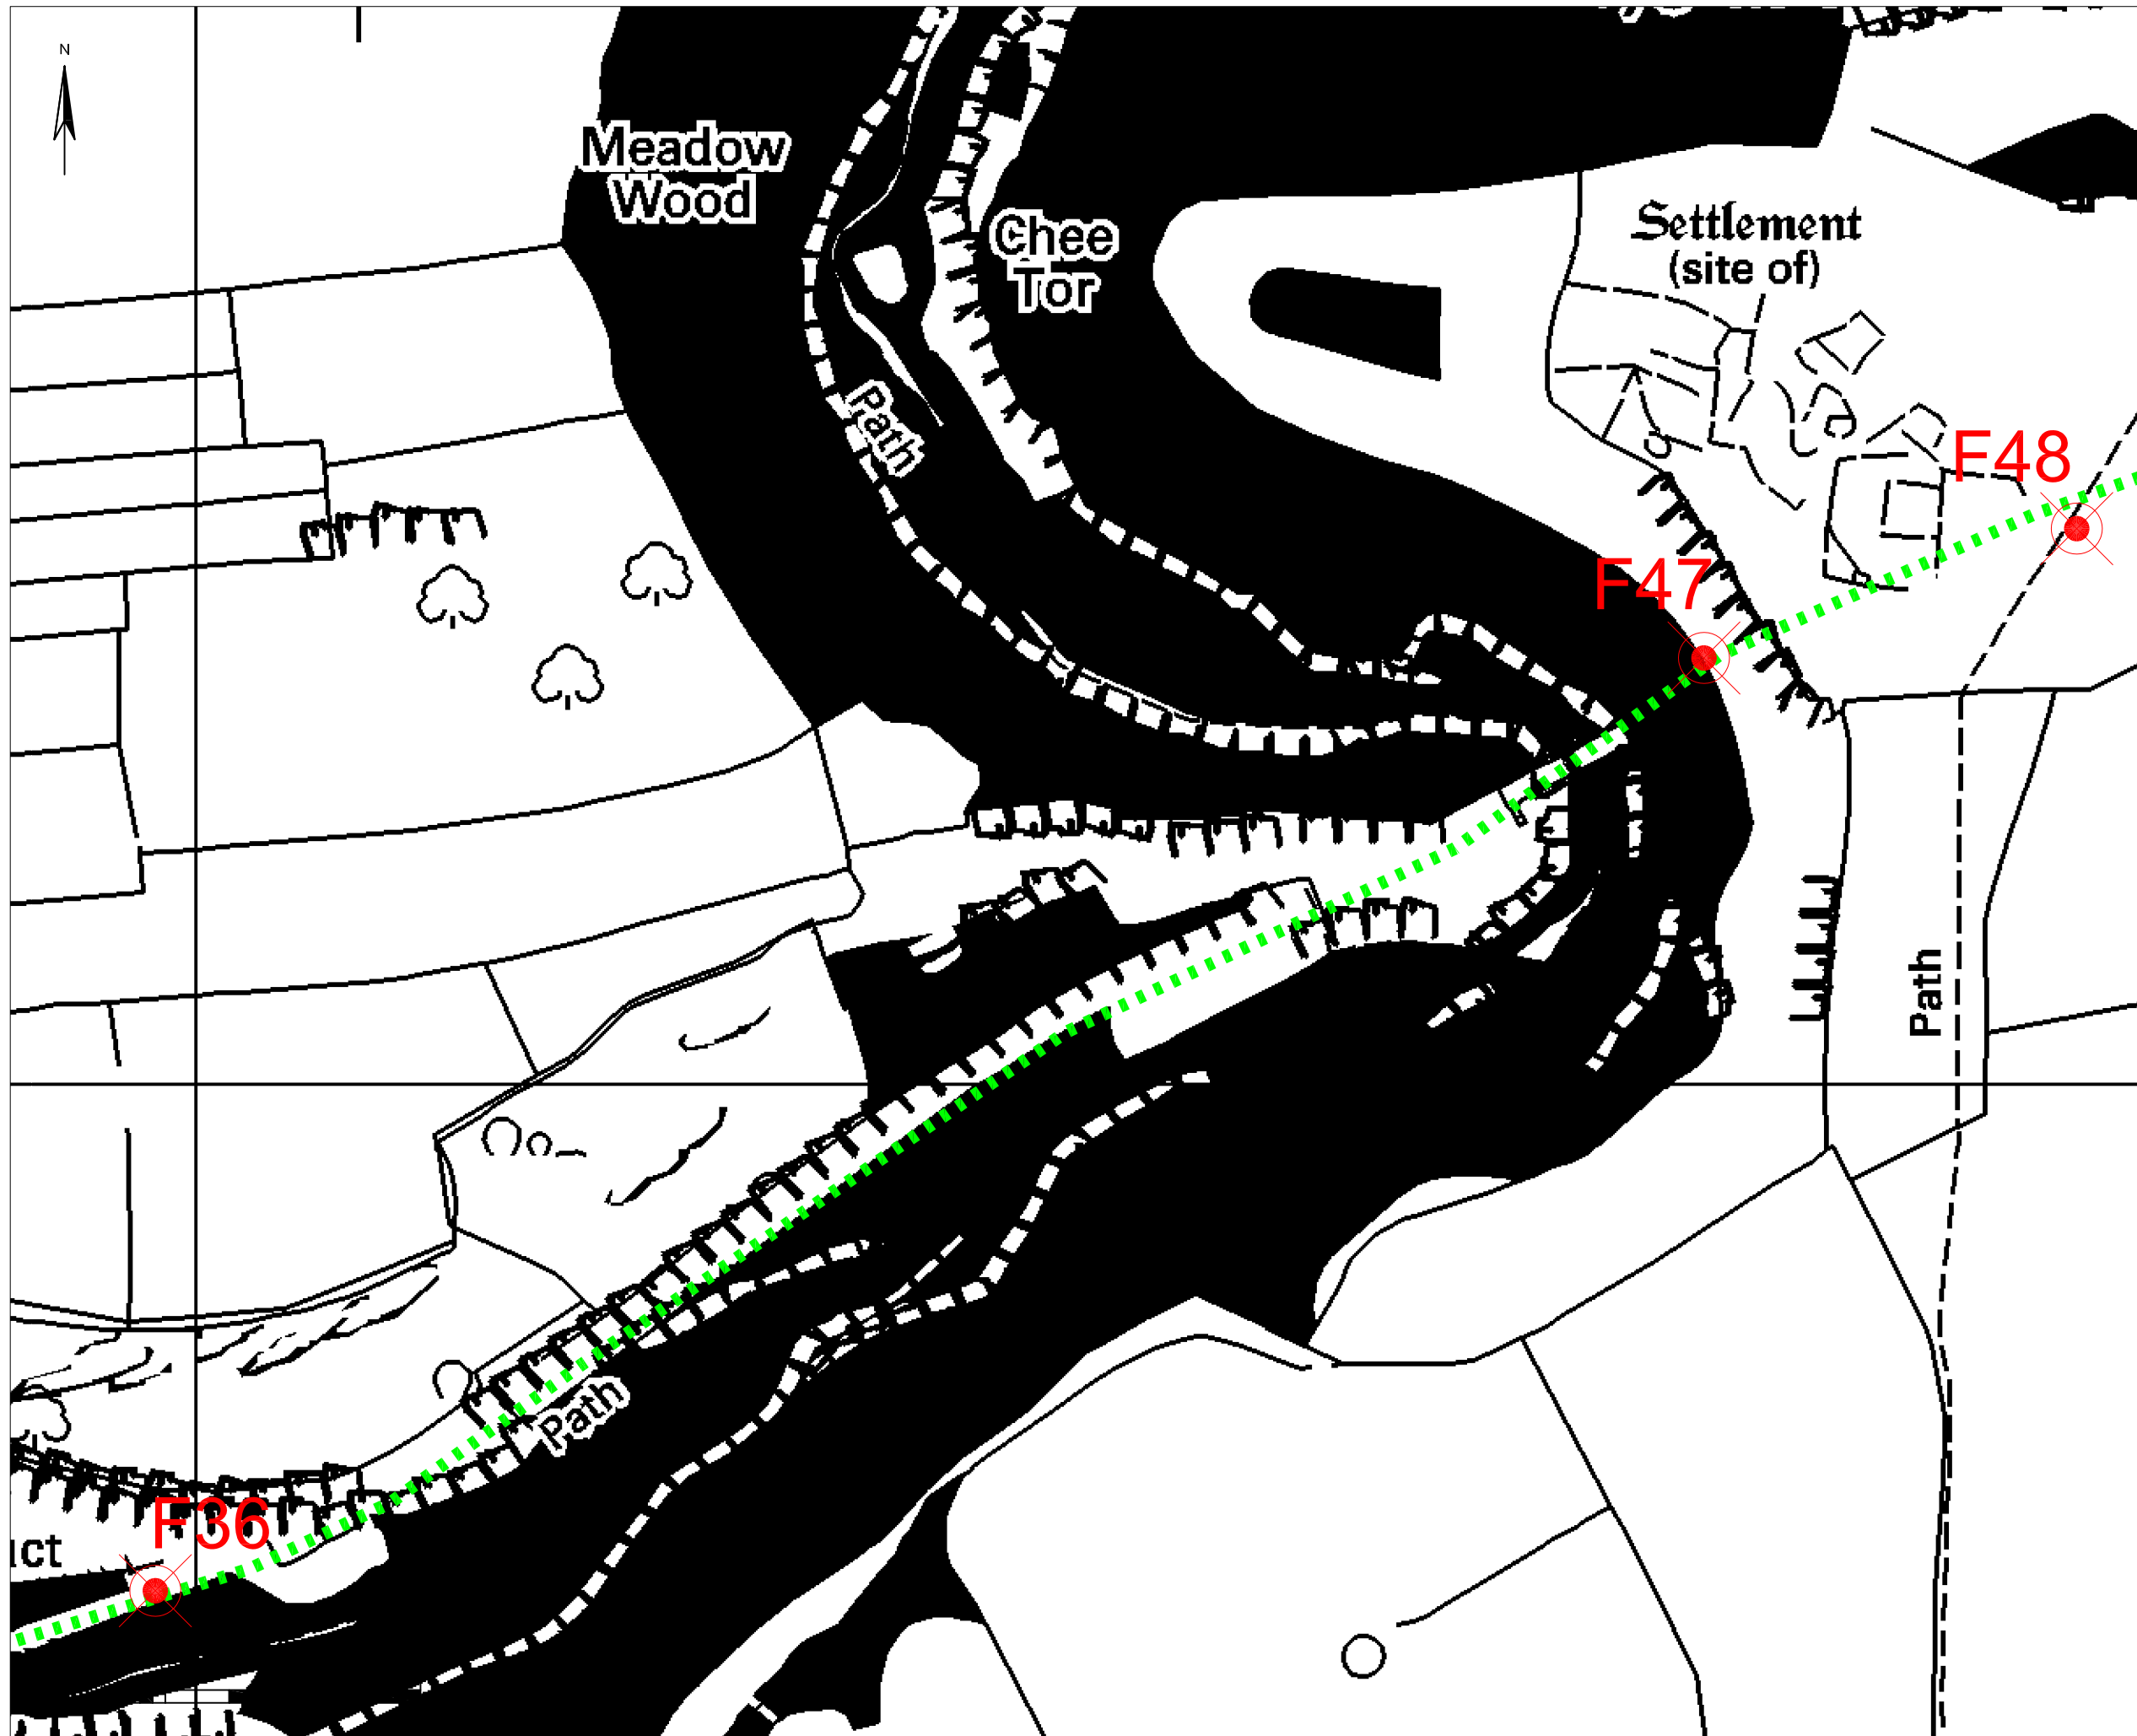 N
Meadow
Wood
Chee
Tor
Settlement
(site of)
Path
F48
F47
Path
Path
F36